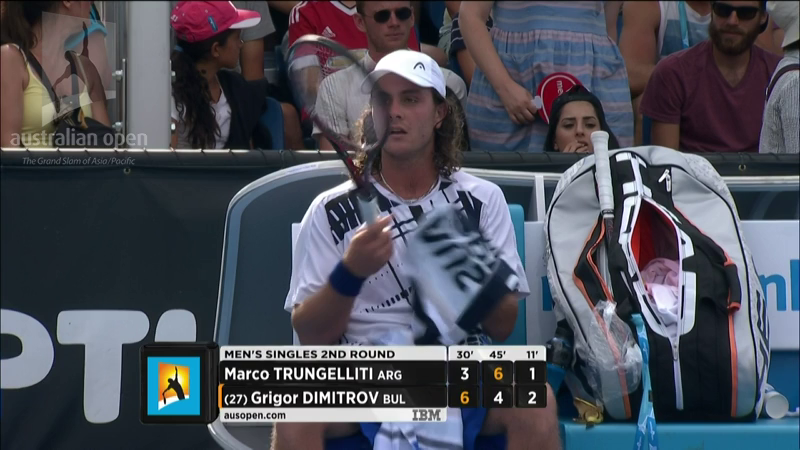 australian open
The Grand Slam of Asia/Pacific
MEN'S SINGLES 2ND ROUND 30' 45' 11'
Marco TRUNGELLITI ARG 3 6 1
(27) Grigor DIMITROV BUL 6 4 2
ausopen.com IBM